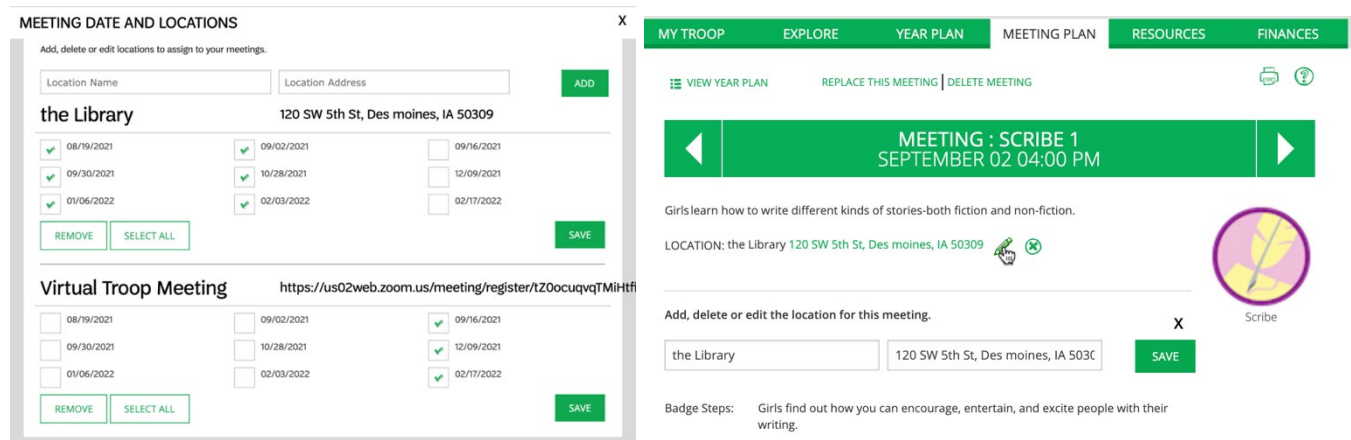 MEETING DATE AND LOCATIONS
X
Add, delete or edit locations to assign to your meetings.
Location Name
Location Address
ADD
the Library
120 SW 5th St, Des moines, IA 50309
08/19/2021
09/02/2021
09/16/2021
09/30/2021
10/28/2021
12/09/2021
01/06/2022
02/03/2022
02/17/2022
REMOVE
SELECT ALL
SAVE
Virtual Troop Meeting
https://us02web.zoom.us/meeting/register/tZ0ocuqvqTMiHtfi
08/19/2021
09/02/2021
09/16/2021
09/30/2021
10/28/2021
12/09/2021
01/06/2022
02/03/2022
02/17/2022
REMOVE
SELECT ALL
SAVE
MY TROOP
EXPLORE
YEAR PLAN
MEETING PLAN
RESOURCES
FINANCES
VIEW YEAR PLAN
REPLACE THIS MEETING | DELETE MEETING
MEETING : SCRIBE 1
SEPTEMBER 02 04:00 PM
Girls learn how to write different kinds of stories-both fiction and non-fiction.
LOCATION: the Library 120 SW 5th St, Des moines, IA 50309
Scribe
Add, delete or edit the location for this meeting.
X
the Library
120 SW 5th St, Des moines, IA 5030
SAVE
Badge Steps: Girls find out how you can encourage, entertain, and excite people with their
writing.